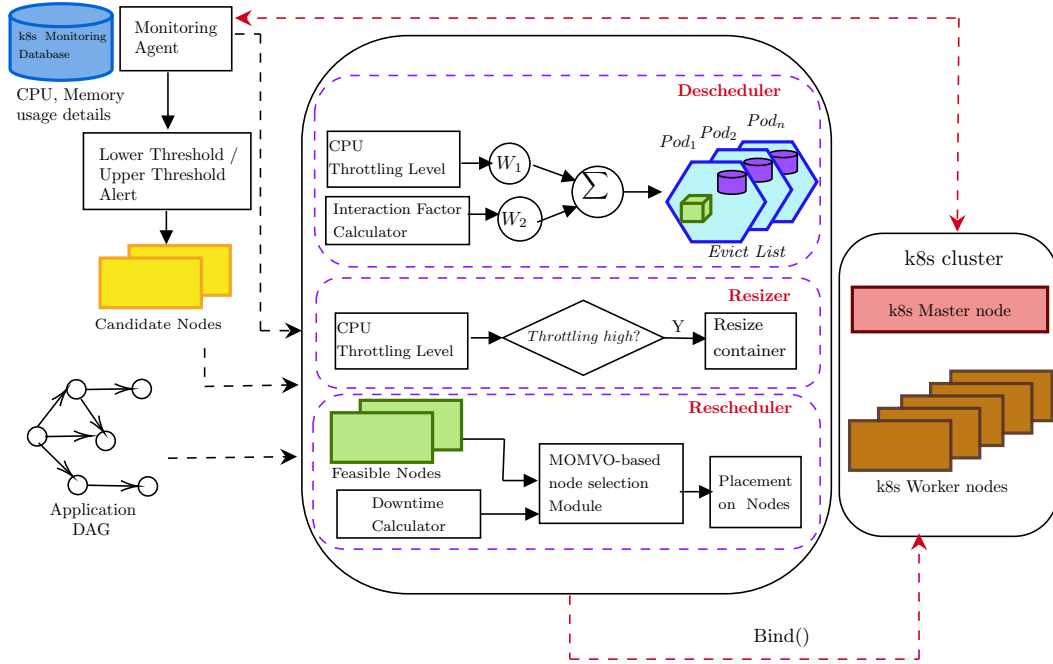 k8s Monitoring
Database
Monitoring
Agent
CPU, Memory
usage details
Lower Threshold /
Upper Threshold
Alert
Candidate Nodes
Application
DAG
Descheduler
CPU
Throttling Level
W1
Interaction Factor
Calculator
W2
Σ
Pod1
Pod2
Podn
Evict List
Resizer
CPU
Throttling Level
Throttling high?
Y
Resize
container
Rescheduler
Feasible Nodes
Downtime
Calculator
MOMVO-based
node selection
Module
Placement
on Nodes
k8s cluster
k8s Master node
k8s Worker nodes
Bind()